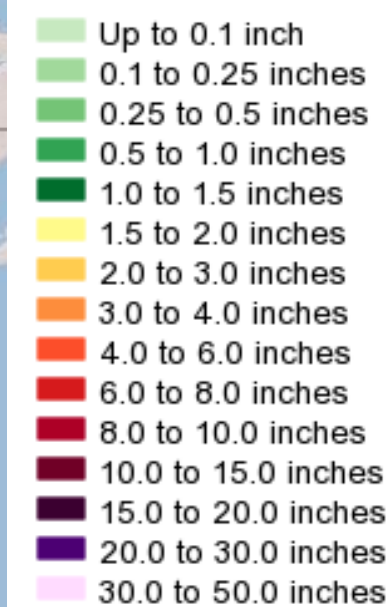 Up to 0.1 inch
0.1 to 0.25 inches
0.25 to 0.5 inches
0.5 to 1.0 inches
1.0 to 1.5 inches
1.5 to 2.0 inches
2.0 to 3.0 inches
3.0 to 4.0 inches
4.0 to 6.0 inches
6.0 to 8.0 inches
8.0 to 10.0 inches
10.0 to 15.0 inches
15.0 to 20.0 inches
20.0 to 30.0 inches
30.0 to 50.0 inches